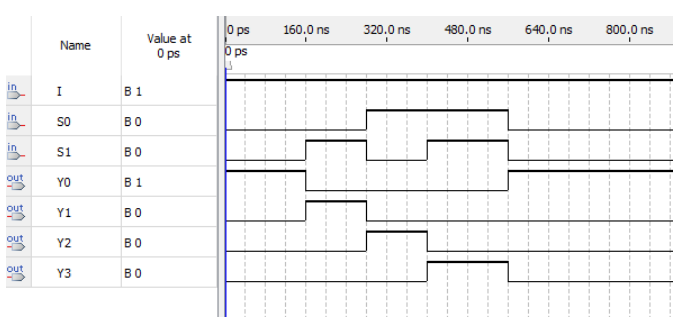 Name Value at 0 ps 0 ps 160.0 ns 320.0 ns 480.0 ns 640.0 ns 800.0 ns
0 ps
in I B 1
in S0 B 0
in S1 B 0
out Y0 B 1
out Y1 B 0
out Y2 B 0
out Y3 B 0